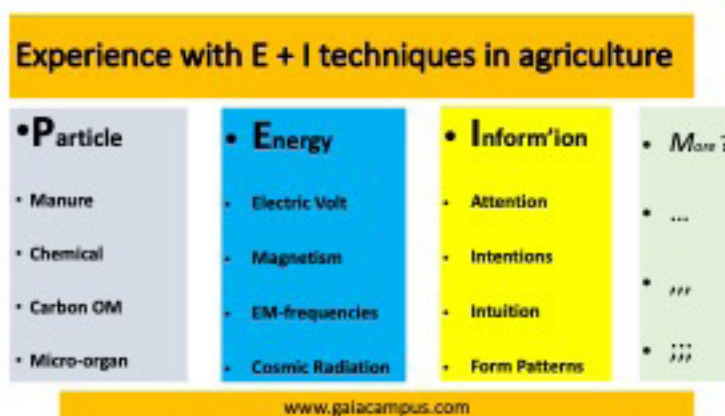 Experience with E + I techniques in agriculture
•Particle
• Manure
• Chemical
• Carbon OM
• Micro-organ
• Energy
• Electric Volt
• Magnetism
• EM-frequencies
• Cosmic Radiation
• Inform'ion
• Attention
• Intentions
• Intuition
• Form Patterns
• More ?
• ...
• ,,,
• ;;;
www.gaiacampus.com